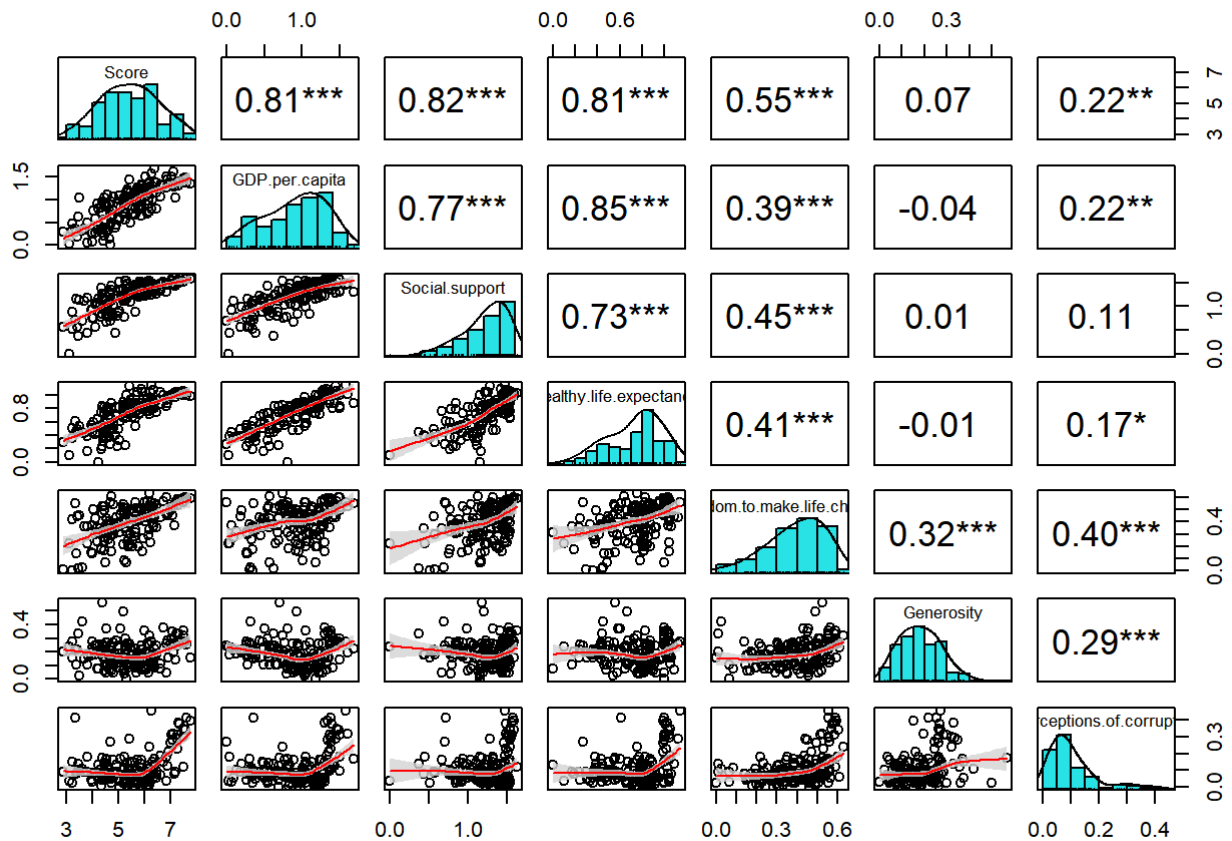 0.0 1.0
0.0 0.6
0.0 0.3
Score
0.81***
0.82***
0.81***
0.55***
0.07
0.22**
3 5 7
0.0 1.5
GDP.per.capita
0.77***
0.85***
0.39***
-0.04
0.22**
Social.support
0.73***
0.45***
0.01
0.11
0.0 1.0
0.0 0.8
ealthy.life.expectan
0.41***
-0.01
0.17*
dom.to.make.life.ch
0.32***
0.40***
0.0 0.4
0.0 0.4
Generosity
0.29***
ceptions.of.corrup
0.0 0.3
3 5 7
0.0 1.0
0.0 0.3 0.6
0.0 0.2 0.4